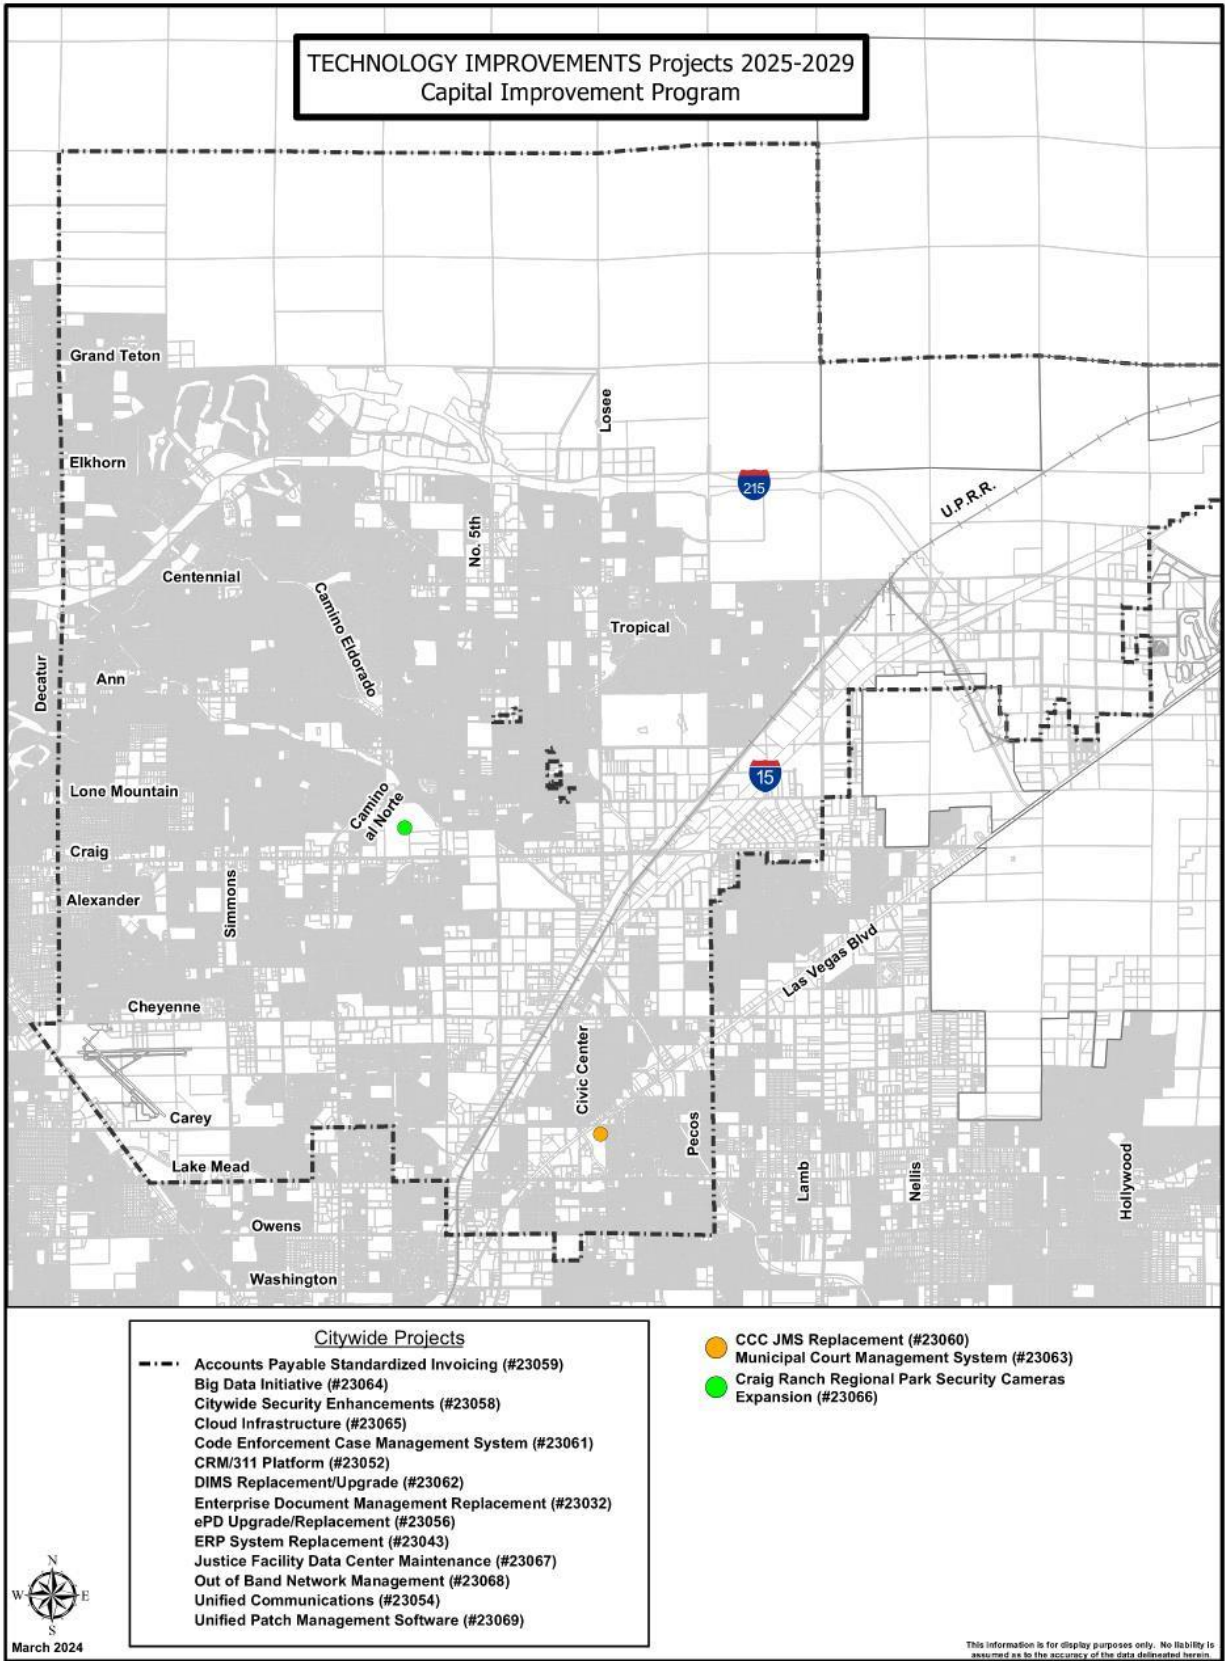 TECHNOLOGY IMPROVEMENTS Projects 2025-2029
Capital Improvement Program
Grand Teton
Losee
Elkhorn
215
U.P.R.R.
No. 5th
Centennial
Camino Eldorado
Tropical
Decatur
Ann
15
Lone Mountain
Camino
al Norte
Craig
Alexander
Simmons
Las Vegas Blvd
Cheyenne
Civic Center
Carey
Pecos
Lake Mead
Lamb
Nellis
Hollywood
Owens
Washington
Citywide Projects
Accounts Payable Standardized Invoicing (#23059)
Big Data Initiative (#23064)
Citywide Security Enhancements (#23058)
Cloud Infrastructure (#23065)
Code Enforcement Case Management System (#23061)
CRM/311 Platform (#23052)
DIMS Replacement/Upgrade (#23062)
Enterprise Document Management Replacement (#23032)
ePD Upgrade/Replacement (#23056)
ERP System Replacement (#23043)
Justice Facility Data Center Maintenance (#23067)
Out of Band Network Management (#23068)
Unified Communications (#23054)
Unified Patch Management Software (#23069)
CCC JMS Replacement (#23060)
Municipal Court Management System (#23063)
Craig Ranch Regional Park Security Cameras
Expansion (#23066)
N
W E
S
March 2024
This information is for display purposes only. No liability is
assumed as to the accuracy of the data delineated herein.